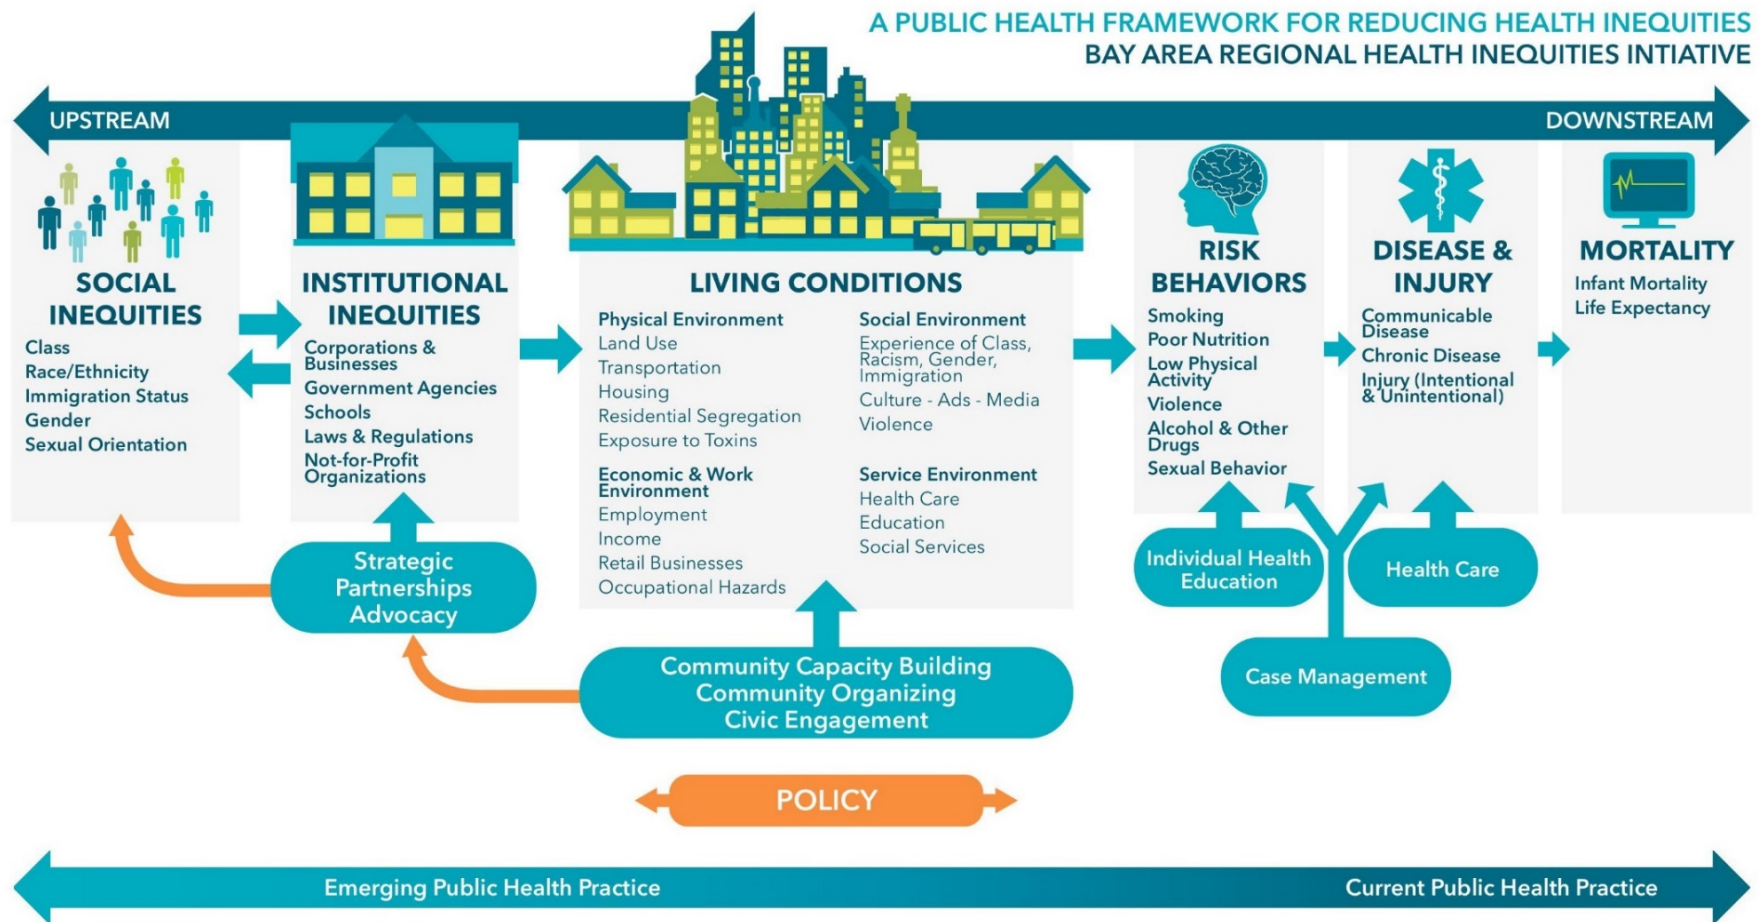 A PUBLIC HEALTH FRAMEWORK FOR REDUCING HEALTH INEQUITIES
BAY AREA REGIONAL HEALTH INEQUITIES INTIATIVE
UPSTREAM
DOWNSTREAM
SOCIAL
INEQUITIES
Class
Race/Ethnicity
Immigration Status
Gender
Sexual Orientation
INSTITUTIONAL
INEQUITIES
Corporations &
Businesses
Government Agencies
Schools
Laws & Regulations
Not-for-Profit
Organizations
LIVING CONDITIONS
Physical Environment
Land Use
Transportation
Housing
Residential Segregation
Exposure to Toxins
Economic & Work
Environment
Employment
Income
Retail Businesses
Occupational Hazards
Social Environment
Experience of Class,
Racism, Gender,
Immigration
Culture - Ads - Media
Violence
Service Environment
Health Care
Education
Social Services
RISK
BEHAVIORS
Smoking
Poor Nutrition
Low Physical
Activity
Violence
Alcohol & Other
Drugs
Sexual Behavior
DISEASE &
INJURY
Communicable
Disease
Chronic Disease
Injury (Intentional
& Unintentional)
MORTALITY
Infant Mortality
Life Expectancy
Strategic
Partnerships
Advocacy
Community Capacity Building
Community Organizing
Civic Engagement
Individual Health
Education
Health Care
Case Management
POLICY
Emerging Public Health Practice
Current Public Health Practice